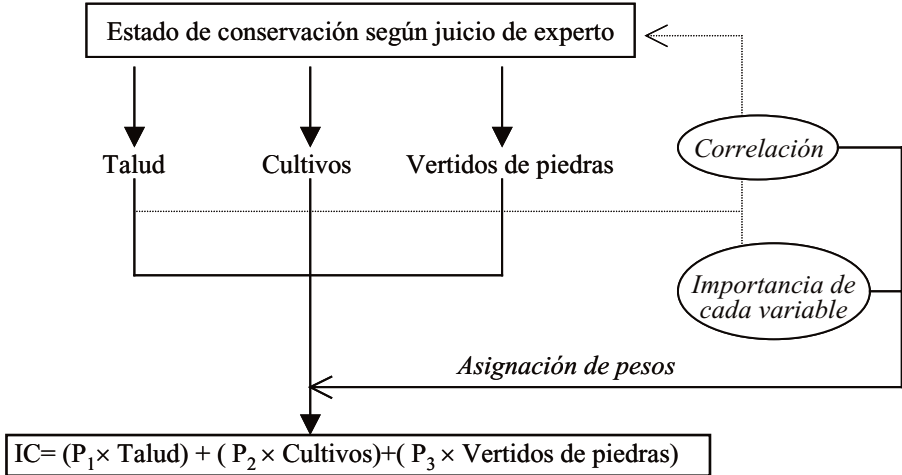 Estado de conservación según juicio de experto
Talud
Cultivos
Vertidos de piedras
Correlación
Importancia de
cada variable
Asignación de pesos
IC= (P₁× Talud) + ( P₂ × Cultivos)+( P₃ × Vertidos de piedras)